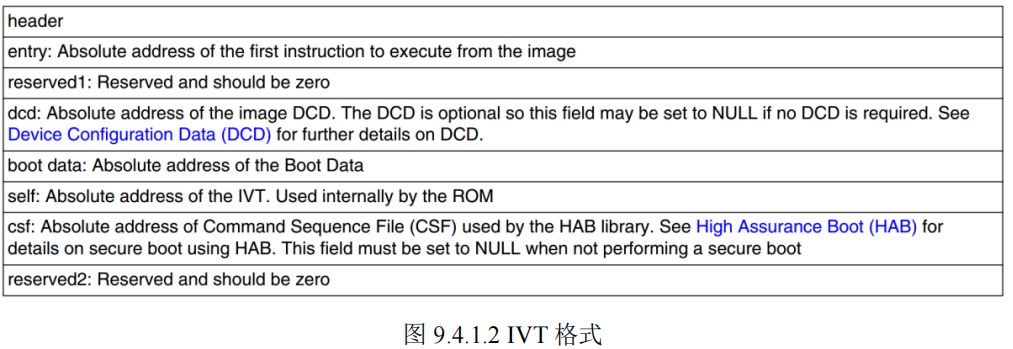 header
entry: Absolute address of the first instruction to execute from the image
reserved1: Reserved and should be zero
dcd: Absolute address of the image DCD. The DCD is optional so this field may be set to NULL if no DCD is required. See
Device Configuration Data (DCD) for further details on DCD.
boot data: Absolute address of the Boot Data
self: Absolute address of the IVT. Used internally by the ROM
csf: Absolute address of Command Sequence File (CSF) used by the HAB library. See High Assurance Boot (HAB) for
details on secure boot using HAB. This field must be set to NULL when not performing a secure boot
reserved2: Reserved and should be zero
图 9.4.1.2 IVT 格式